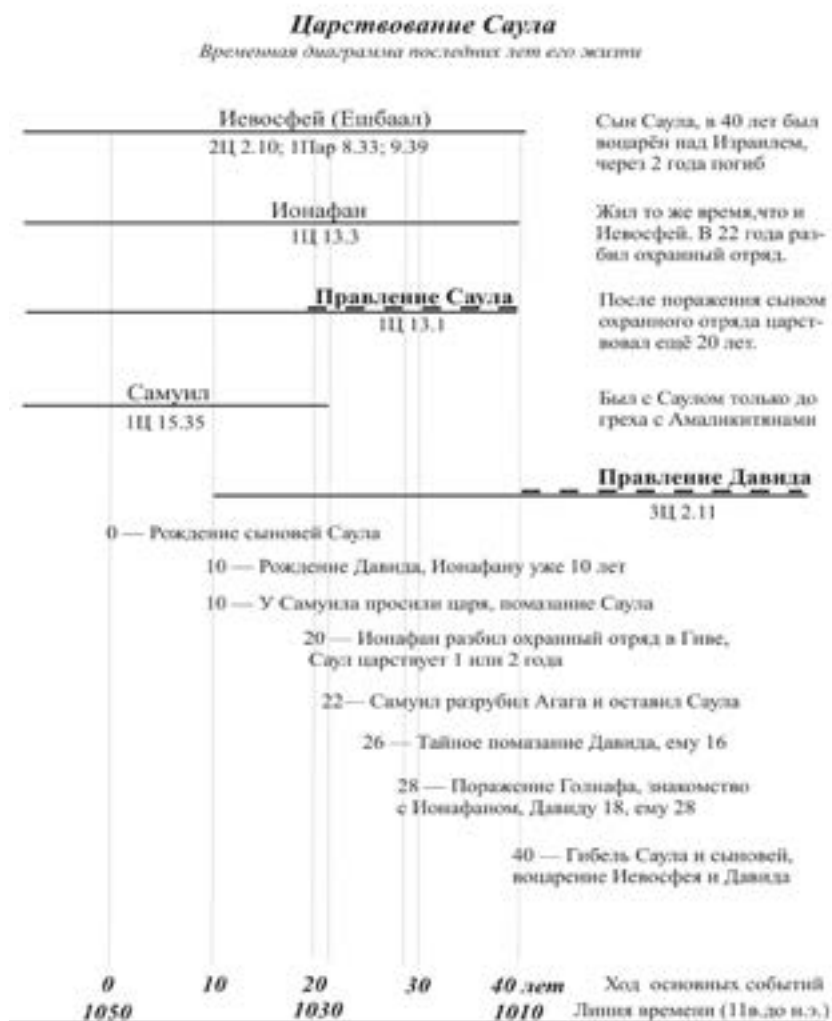 Царствование Саула
Временная диаграмма последних лет его жизни
Иевосфей (Ешбаал)
2Ц 2.10; 1Пар 8.33; 9.39
Сын Саула, в 40 лет был
воцарён над Израилем,
через 2 года погиб
Ионафан
1Ц 13.3
Жил то же время,что и
Иевосфей. В 22 года раз-
бил охранный отряд.
Правление Саула
1Ц 13.1
После поражения сыном
охранного отряда царст-
вовал ещё 20 лет.
Самуил
1Ц 15.35
Был с Саулом только до
греха с Амаликитянами
Правление Давида
3Ц 2.11
0 — Рождение сыновей Саула
10 — Рождение Давида, Ионафану уже 10 лет
10 — У Самуила просили царя, помазание Саула
20 — Ионафан разбил охранный отряд в Гиве,
Саул царствует 1 или 2 года
22 — Самуил разрубил Агага и оставил Саула
26 — Тайное помазание Давида, ему 16
28 — Поражение Голиафа, знакомство
с Ионафаном, Давиду 18, ему 28
40 — Гибель Саула и сыновей,
воцарение Иевосфея и Давида
0 10 20 30 40 лет Ход основных событий
1050 1030 1010 Линия времени (11в.до н.э.)